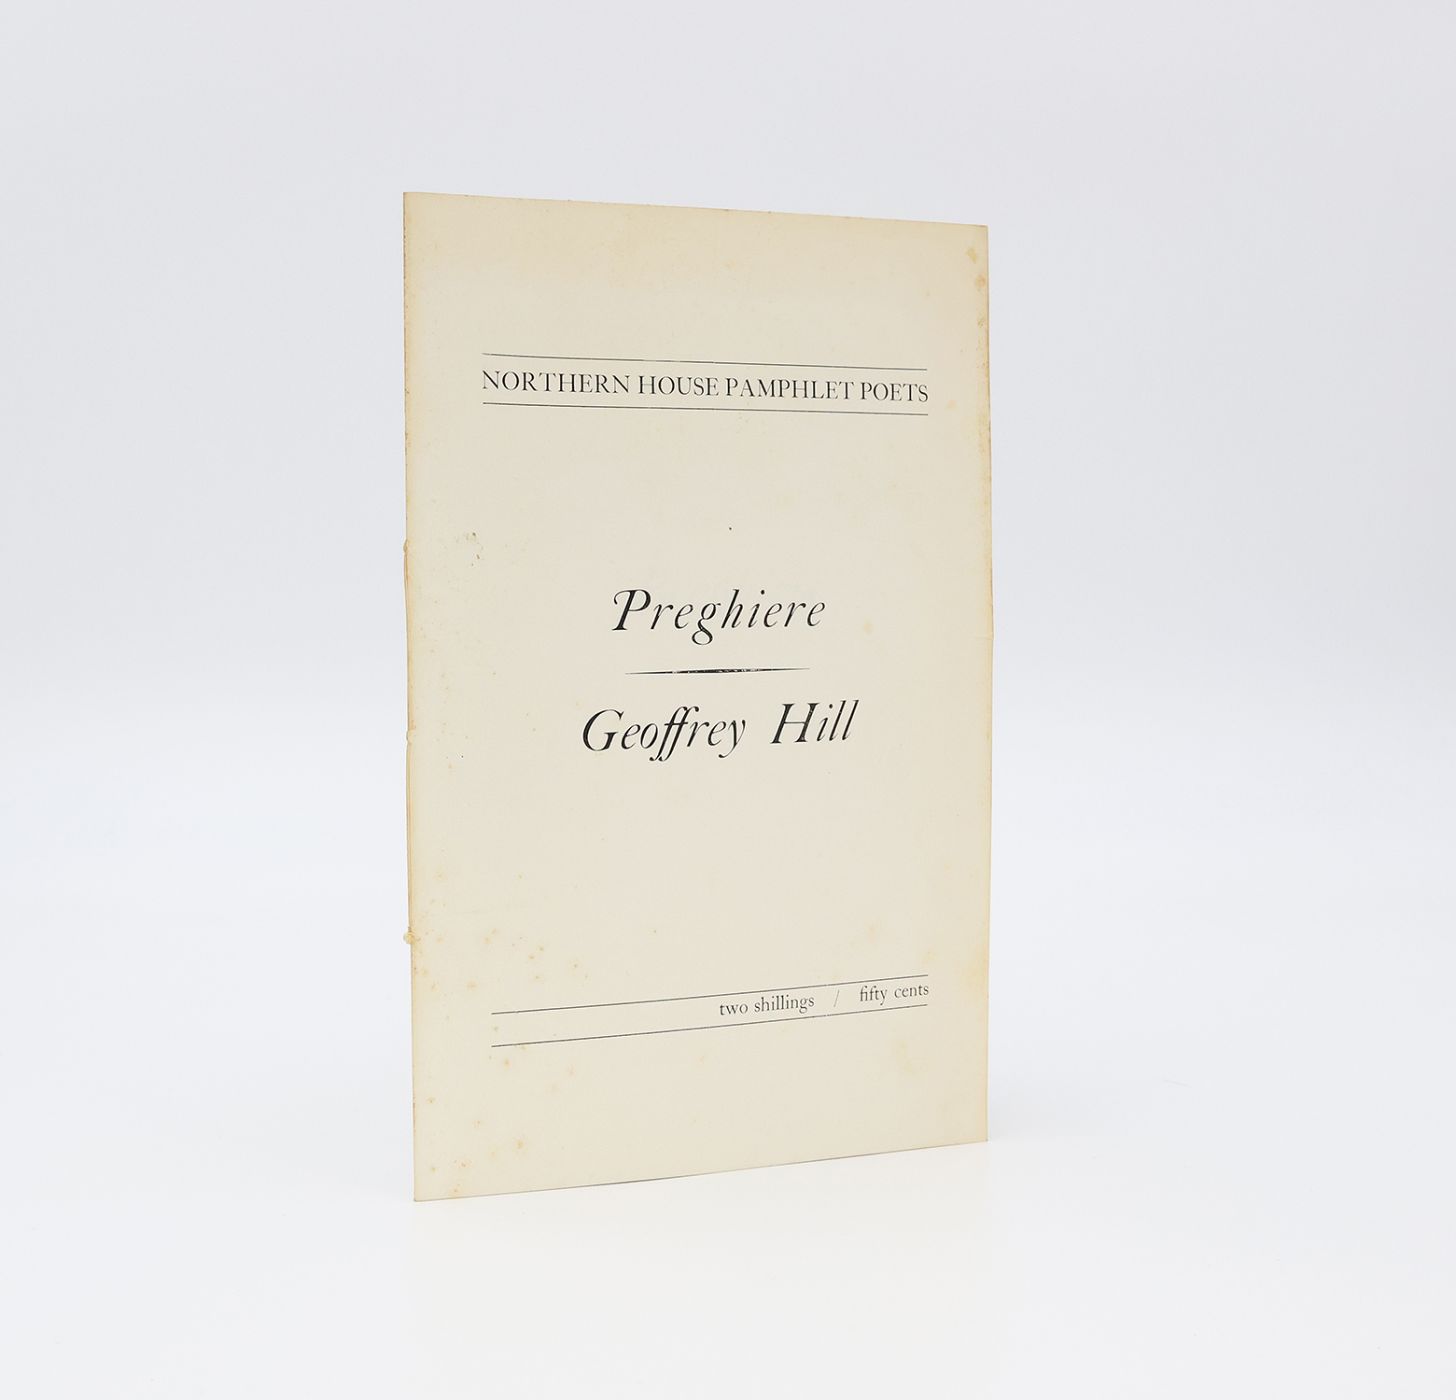 NORTHERN HOUSE PAMPHLET POETS
Preghiere
Geoffrey Hill
two shillings / fifty cents